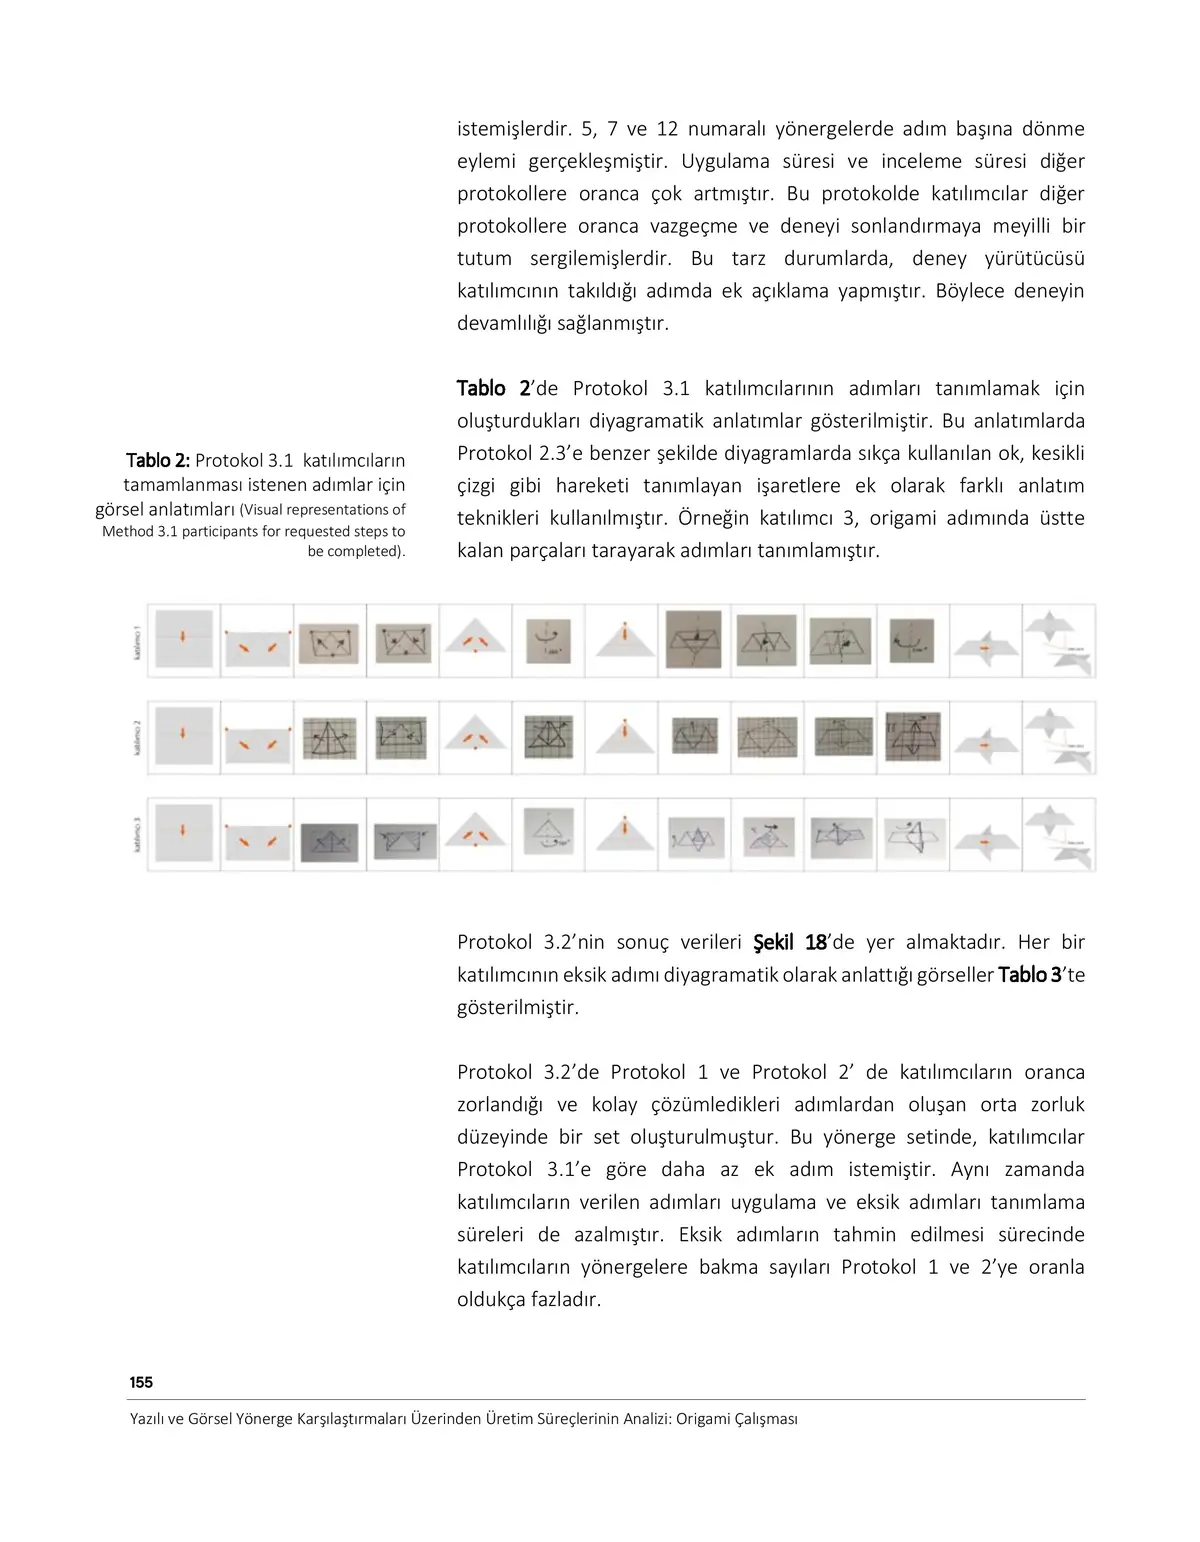 istemişlerdir. 5, 7 ve 12 numaralı yönergelerde adım başına dönme
eylemi gerçekleşmiştir. Uygulama süresi ve inceleme süresi diğer
protokollere oranca çok artmıştır. Bu protokolde katılımcılar diğer
protokollere oranca vazgeçme ve deneyi sonlandırmaya meyilli bir
tutum sergilemişlerdir. Bu tarz durumlarda, deney yürütücüsü
katılımcının takıldığı adımda ek açıklama yapmıştır. Böylece deneyin
devamlılığı sağlanmıştır.
Tablo 2’de Protokol 3.1 katılımcılarının adımları tanımlamak için
oluşturdukları diyagramatik anlatımlar gösterilmiştir. Bu anlatımlarda
Protokol 2.3’e benzer şekilde diyagramlarda sıkça kullanılan ok, kesikli
çizgi gibi hareketi tanımlayan işaretlere ek olarak farklı anlatım
teknikleri kullanılmıştır. Örneğin katılımcı 3, origami adımında üstte
kalan parçaları tarayarak adımları tanımlamıştır.
Tablo 2: Protokol 3.1 katılımcıların
tamamlanması istenen adımlar için
görsel anlatımları (Visual representations of
Method 3.1 participants for requested steps to
be completed).
katılımcı 1
katılımcı 2
katılımcı 3
Protokol 3.2’nin sonuç verileri Şekil 18’de yer almaktadır. Her bir
katılımcının eksik adımı diyagramatik olarak anlattığı görseller Tablo 3’te
gösterilmiştir.
Protokol 3.2’de Protokol 1 ve Protokol 2’ de katılımcıların oranca
zorlandığı ve kolay çözümledikleri adımlardan oluşan orta zorluk
düzeyinde bir set oluşturulmuştur. Bu yönerge setinde, katılımcılar
Protokol 3.1’e göre daha az ek adım istemiştir. Aynı zamanda
katılımcıların verilen adımları uygulama ve eksik adımları tanımlama
süreleri de azalmıştır. Eksik adımların tahmin edilmesi sürecinde
katılımcıların yönergelere bakma sayıları Protokol 1 ve 2’ye oranla
oldukça fazladır.
155
Yazılı ve Görsel Yönerge Karşılaştırmaları Üzerinden Üretim Süreçlerinin Analizi: Origami Çalışması